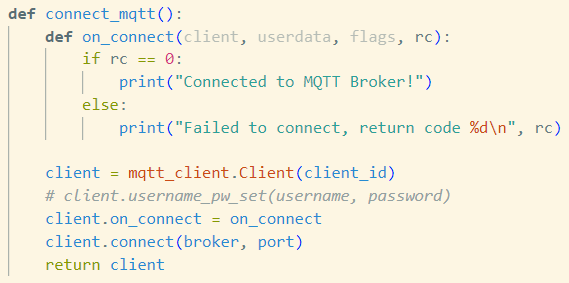 def connect_mqtt():
    def on_connect(client, userdata, flags, rc):
        if rc == 0:
            print("Connected to MQTT Broker!")
        else:
            print("Failed to connect, return code %d\n", rc)

    client = mqtt_client.Client(client_id)
    # client.username_pw_set(username, password)
    client.on_connect = on_connect
    client.connect(broker, port)
    return client